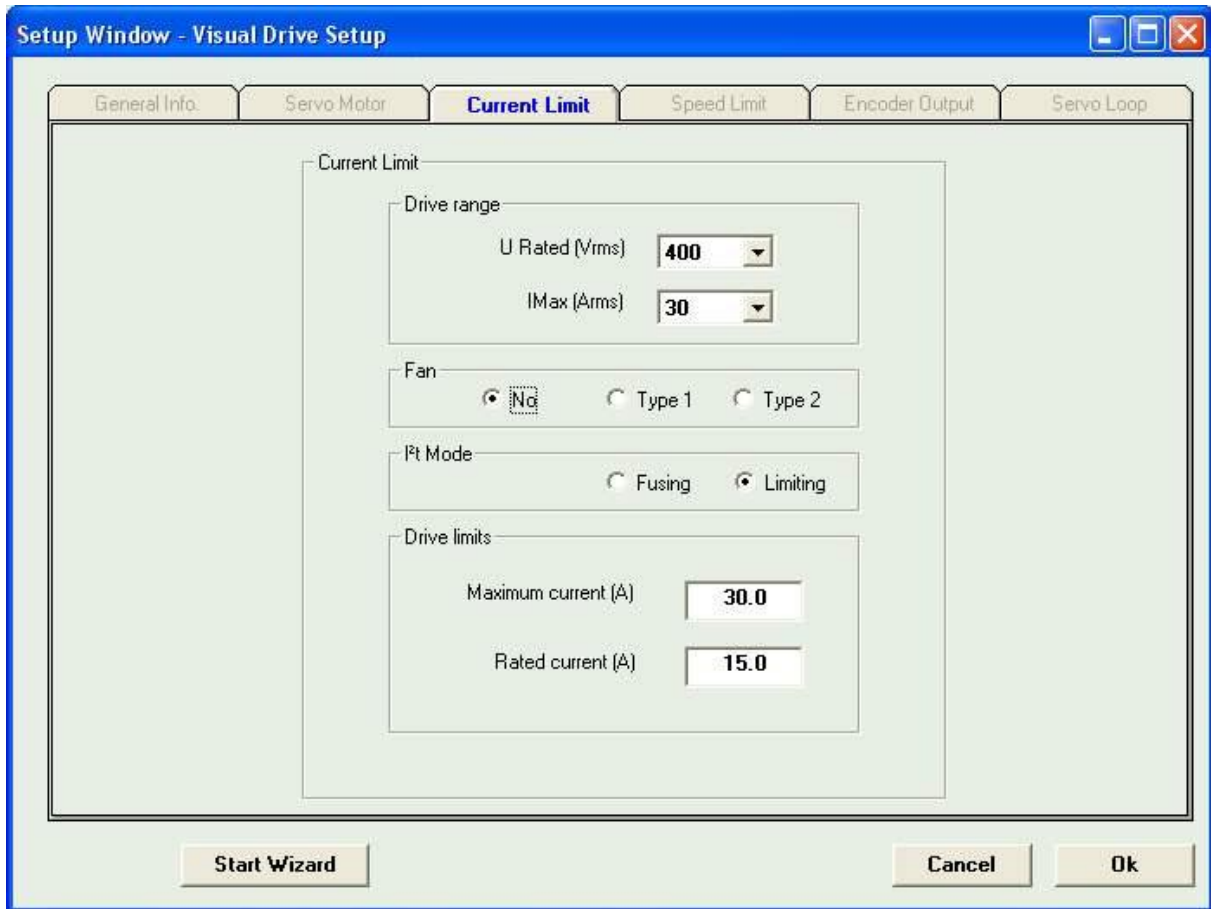 Setup Window - Visual Drive Setup
General Info. Servo Motor Current Limit Speed Limit Encoder Output Servo Loop
Current Limit
Drive range
U Rated (Vrms) 400
IMax (Arms) 30
Fan
No Type 1 Type 2
I²t Mode
Fusing Limiting
Drive limits
Maximum current (A) 30.0
Rated current (A) 15.0
Start Wizard Cancel Ok